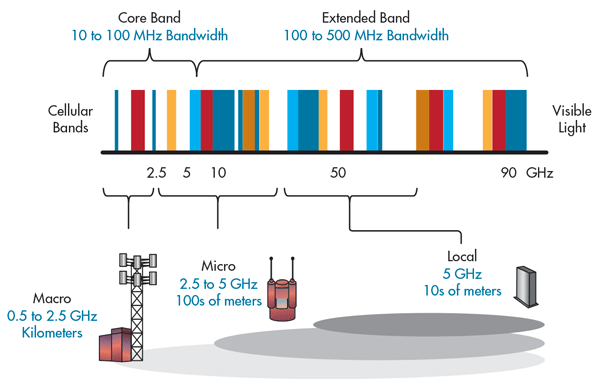 Core Band
10 to 100 MHz Bandwidth
Extended Band
100 to 500 MHz Bandwidth
Cellular
Bands
Visible
Light
2.5 5 10 50 90 GHz
Macro
0.5 to 2.5 GHz
Kilometers
Micro
2.5 to 5 GHz
100s of meters
Local
5 GHz
10s of meters